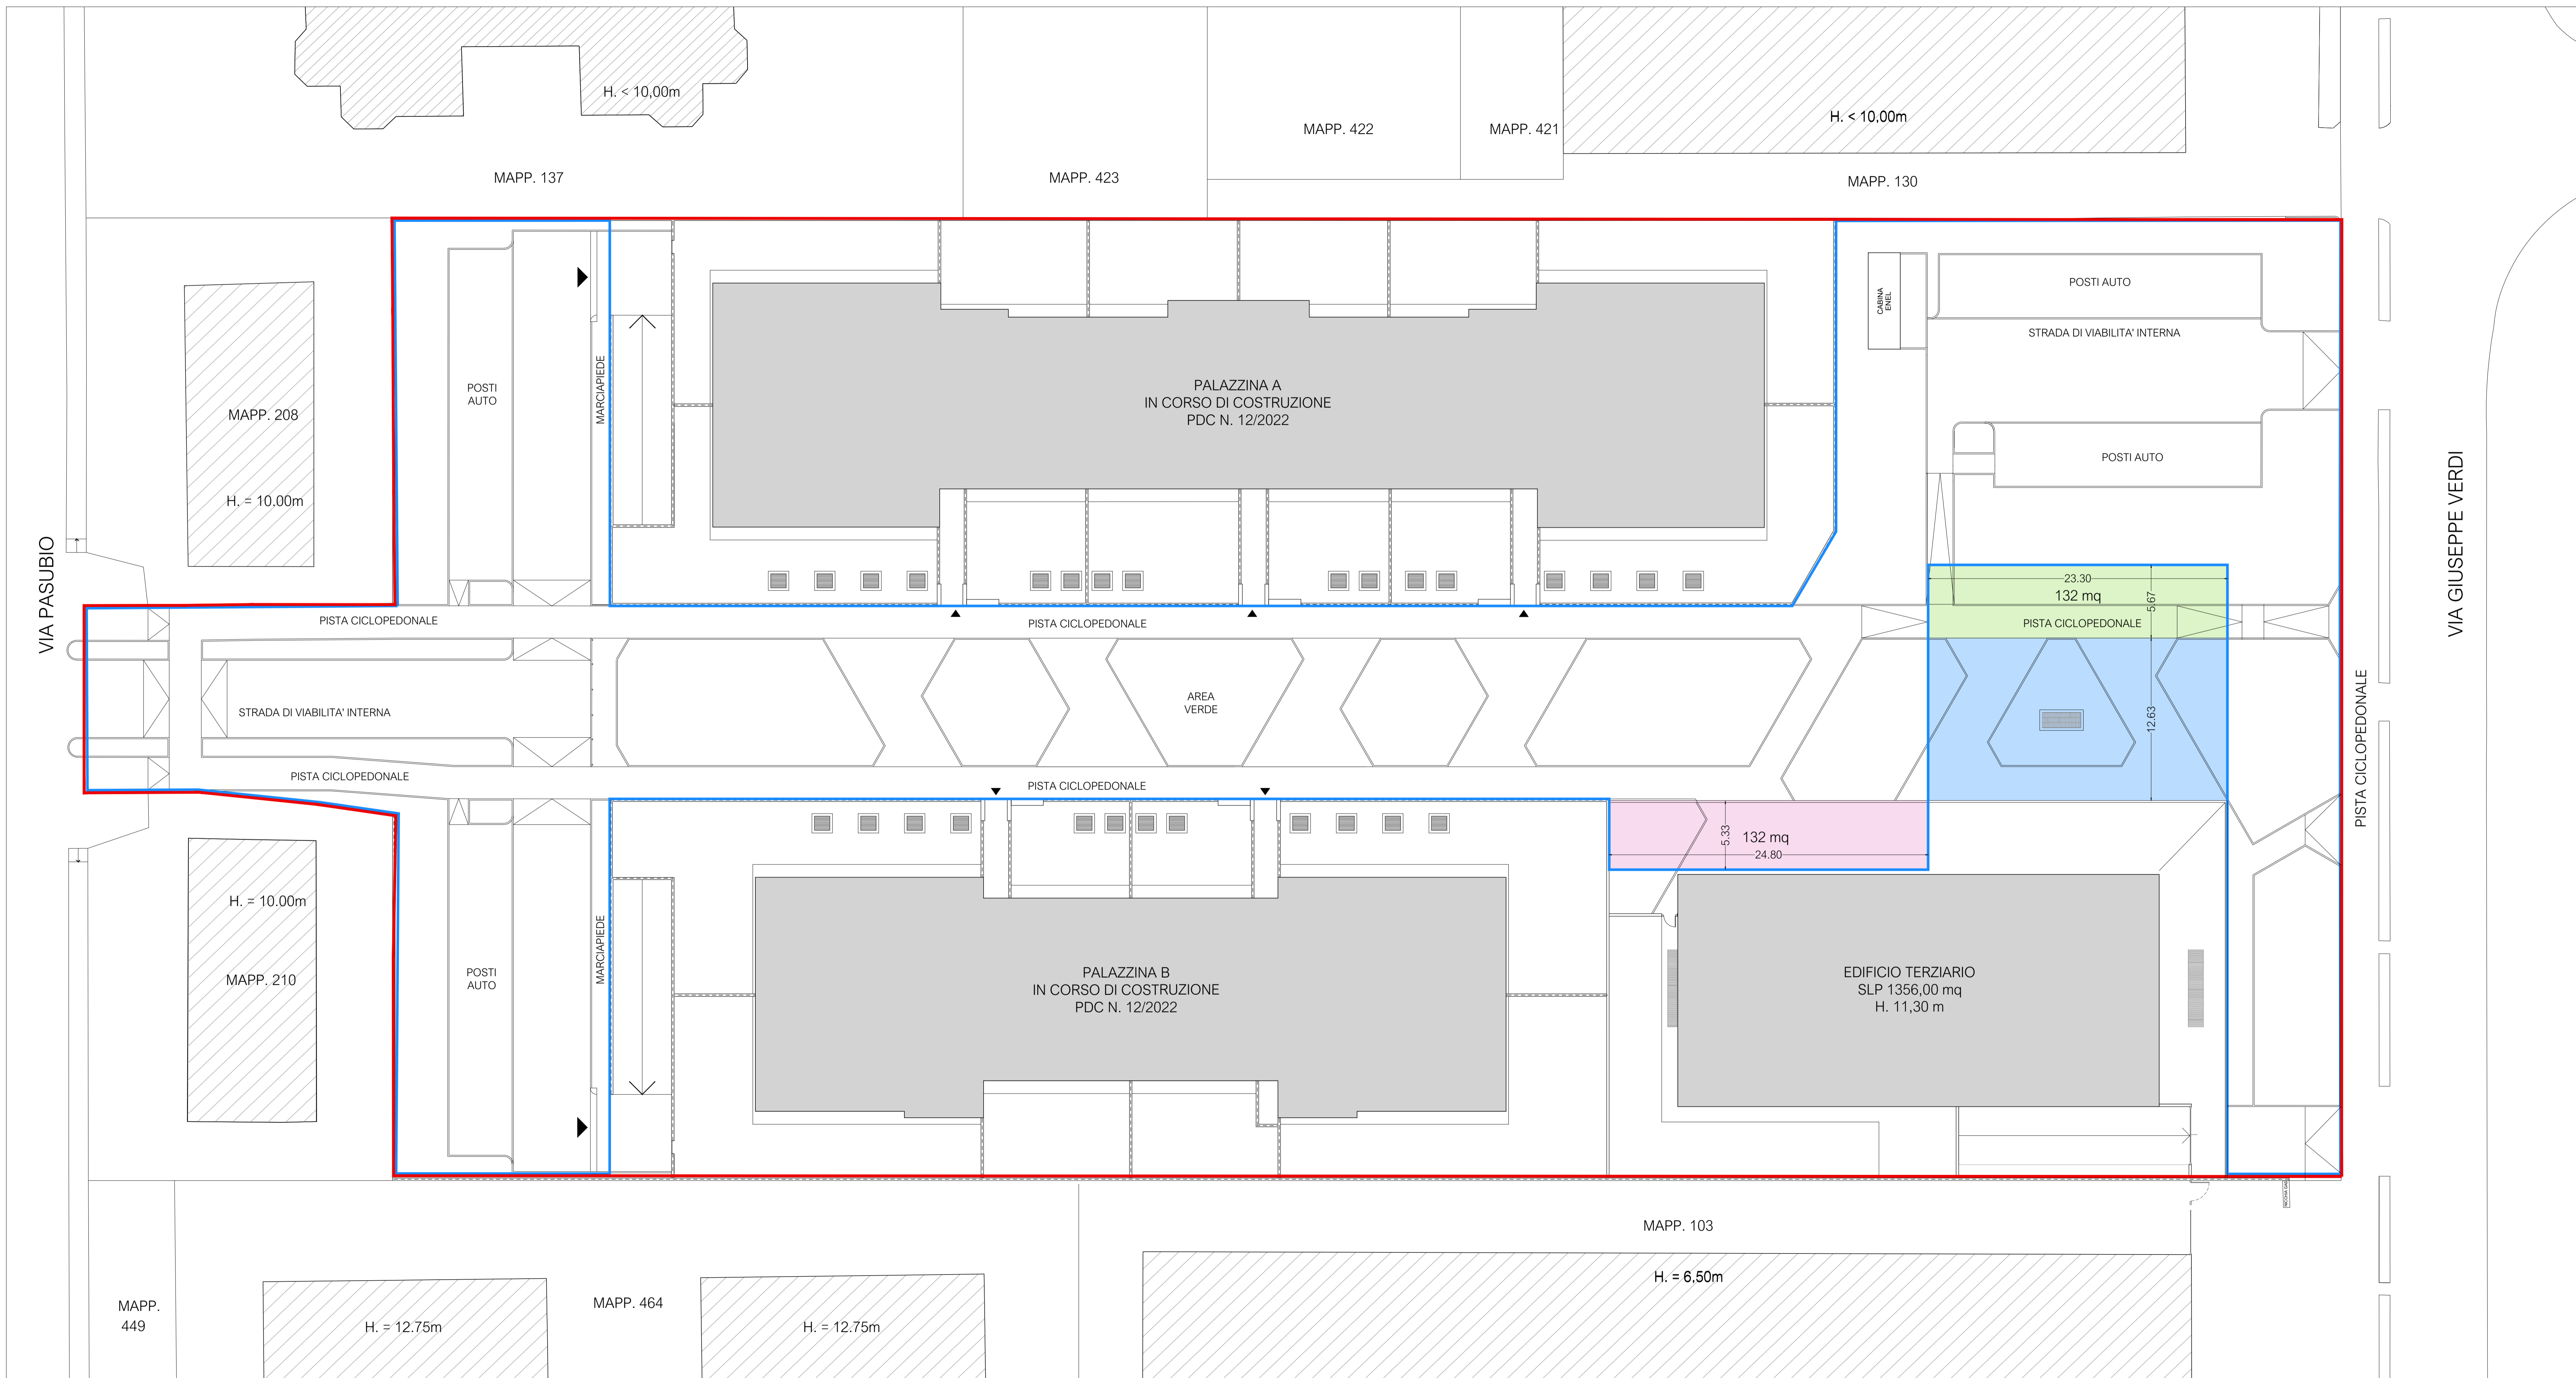 H. < 10,00m
H. < 10,00m
MAPP. 422
MAPP. 421
MAPP. 137
MAPP. 423
MAPP. 130
POSTI AUTO
CABINA
ENEL
STRADA DI VIABILITA' INTERNA
POSTI AUTO
POSTI
AUTO
MARCIAPIEDE
PALAZZINA A
IN CORSO DI COSTRUZIONE
PDC N. 12/2022
MAPP. 208
H. = 10.00m
VIA PASUBIO
VIA GIUSEPPE VERDI
23.30
132 mq
5.67
PISTA CICLOPEDONALE
PISTA CICLOPEDONALE
PISTA CICLOPEDONALE
AREA
VERDE
STRADA DI VIABILITA' INTERNA
12.63
PISTA CICLOPEDONALE
PISTA CICLOPEDONALE
PISTA CICLOPEDONALE
5.33
132 mq
24.80
H. = 10.00m
MAPP. 210
POSTI
AUTO
MARCIAPIEDE
PALAZZINA B
IN CORSO DI COSTRUZIONE
PDC N. 12/2022
EDIFICIO TERZIARIO
SLP 1356,00 mq
H. 11,30 m
NICCHIA GAS
MAPP. 103
H. = 6,50m
MAPP.
449
MAPP. 464
H. = 12.75m
H. = 12.75m